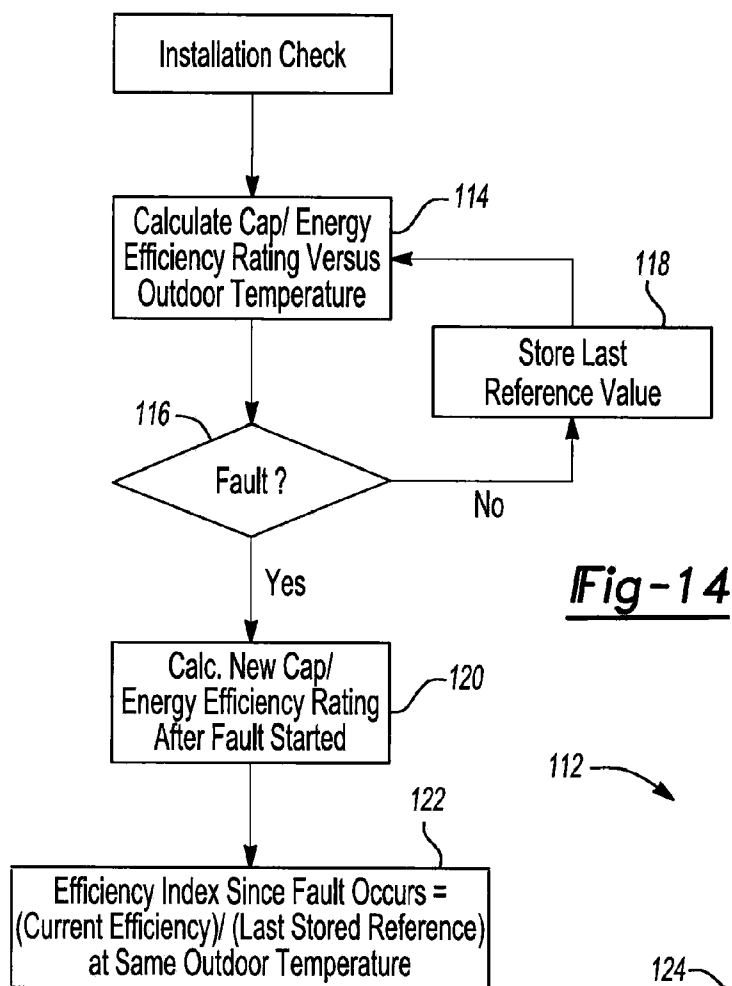 Installation Check
114
Calculate Cap/ Energy
Efficiency Rating Versus
Outdoor Temperature
118
Store Last
Reference Value
116
Fault ?
No
Yes
Fig-14
Calc. New Cap/
Energy Efficiency Rating
After Fault Started
120
112
122
Efficiency Index Since Fault Occurs =
(Current Efficiency)/ (Last Stored Reference)
at Same Outdoor Temperature
124